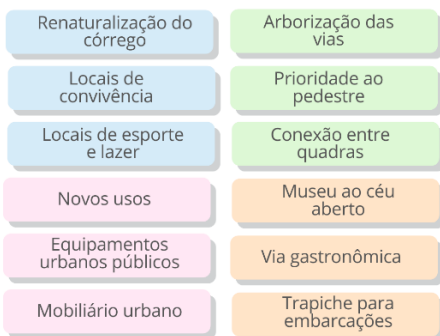 Renaturalização do
córrego
Arborização das
vias
Locais de
convivência
Prioridade ao
pedestre
Locais de esporte
e lazer
Conexão entre
quadras
Novos usos
Museu ao céu
aberto
Equipamentos
urbanos públicos
Via gastronômica
Mobiliário urbano
Trapiche para
embarcações